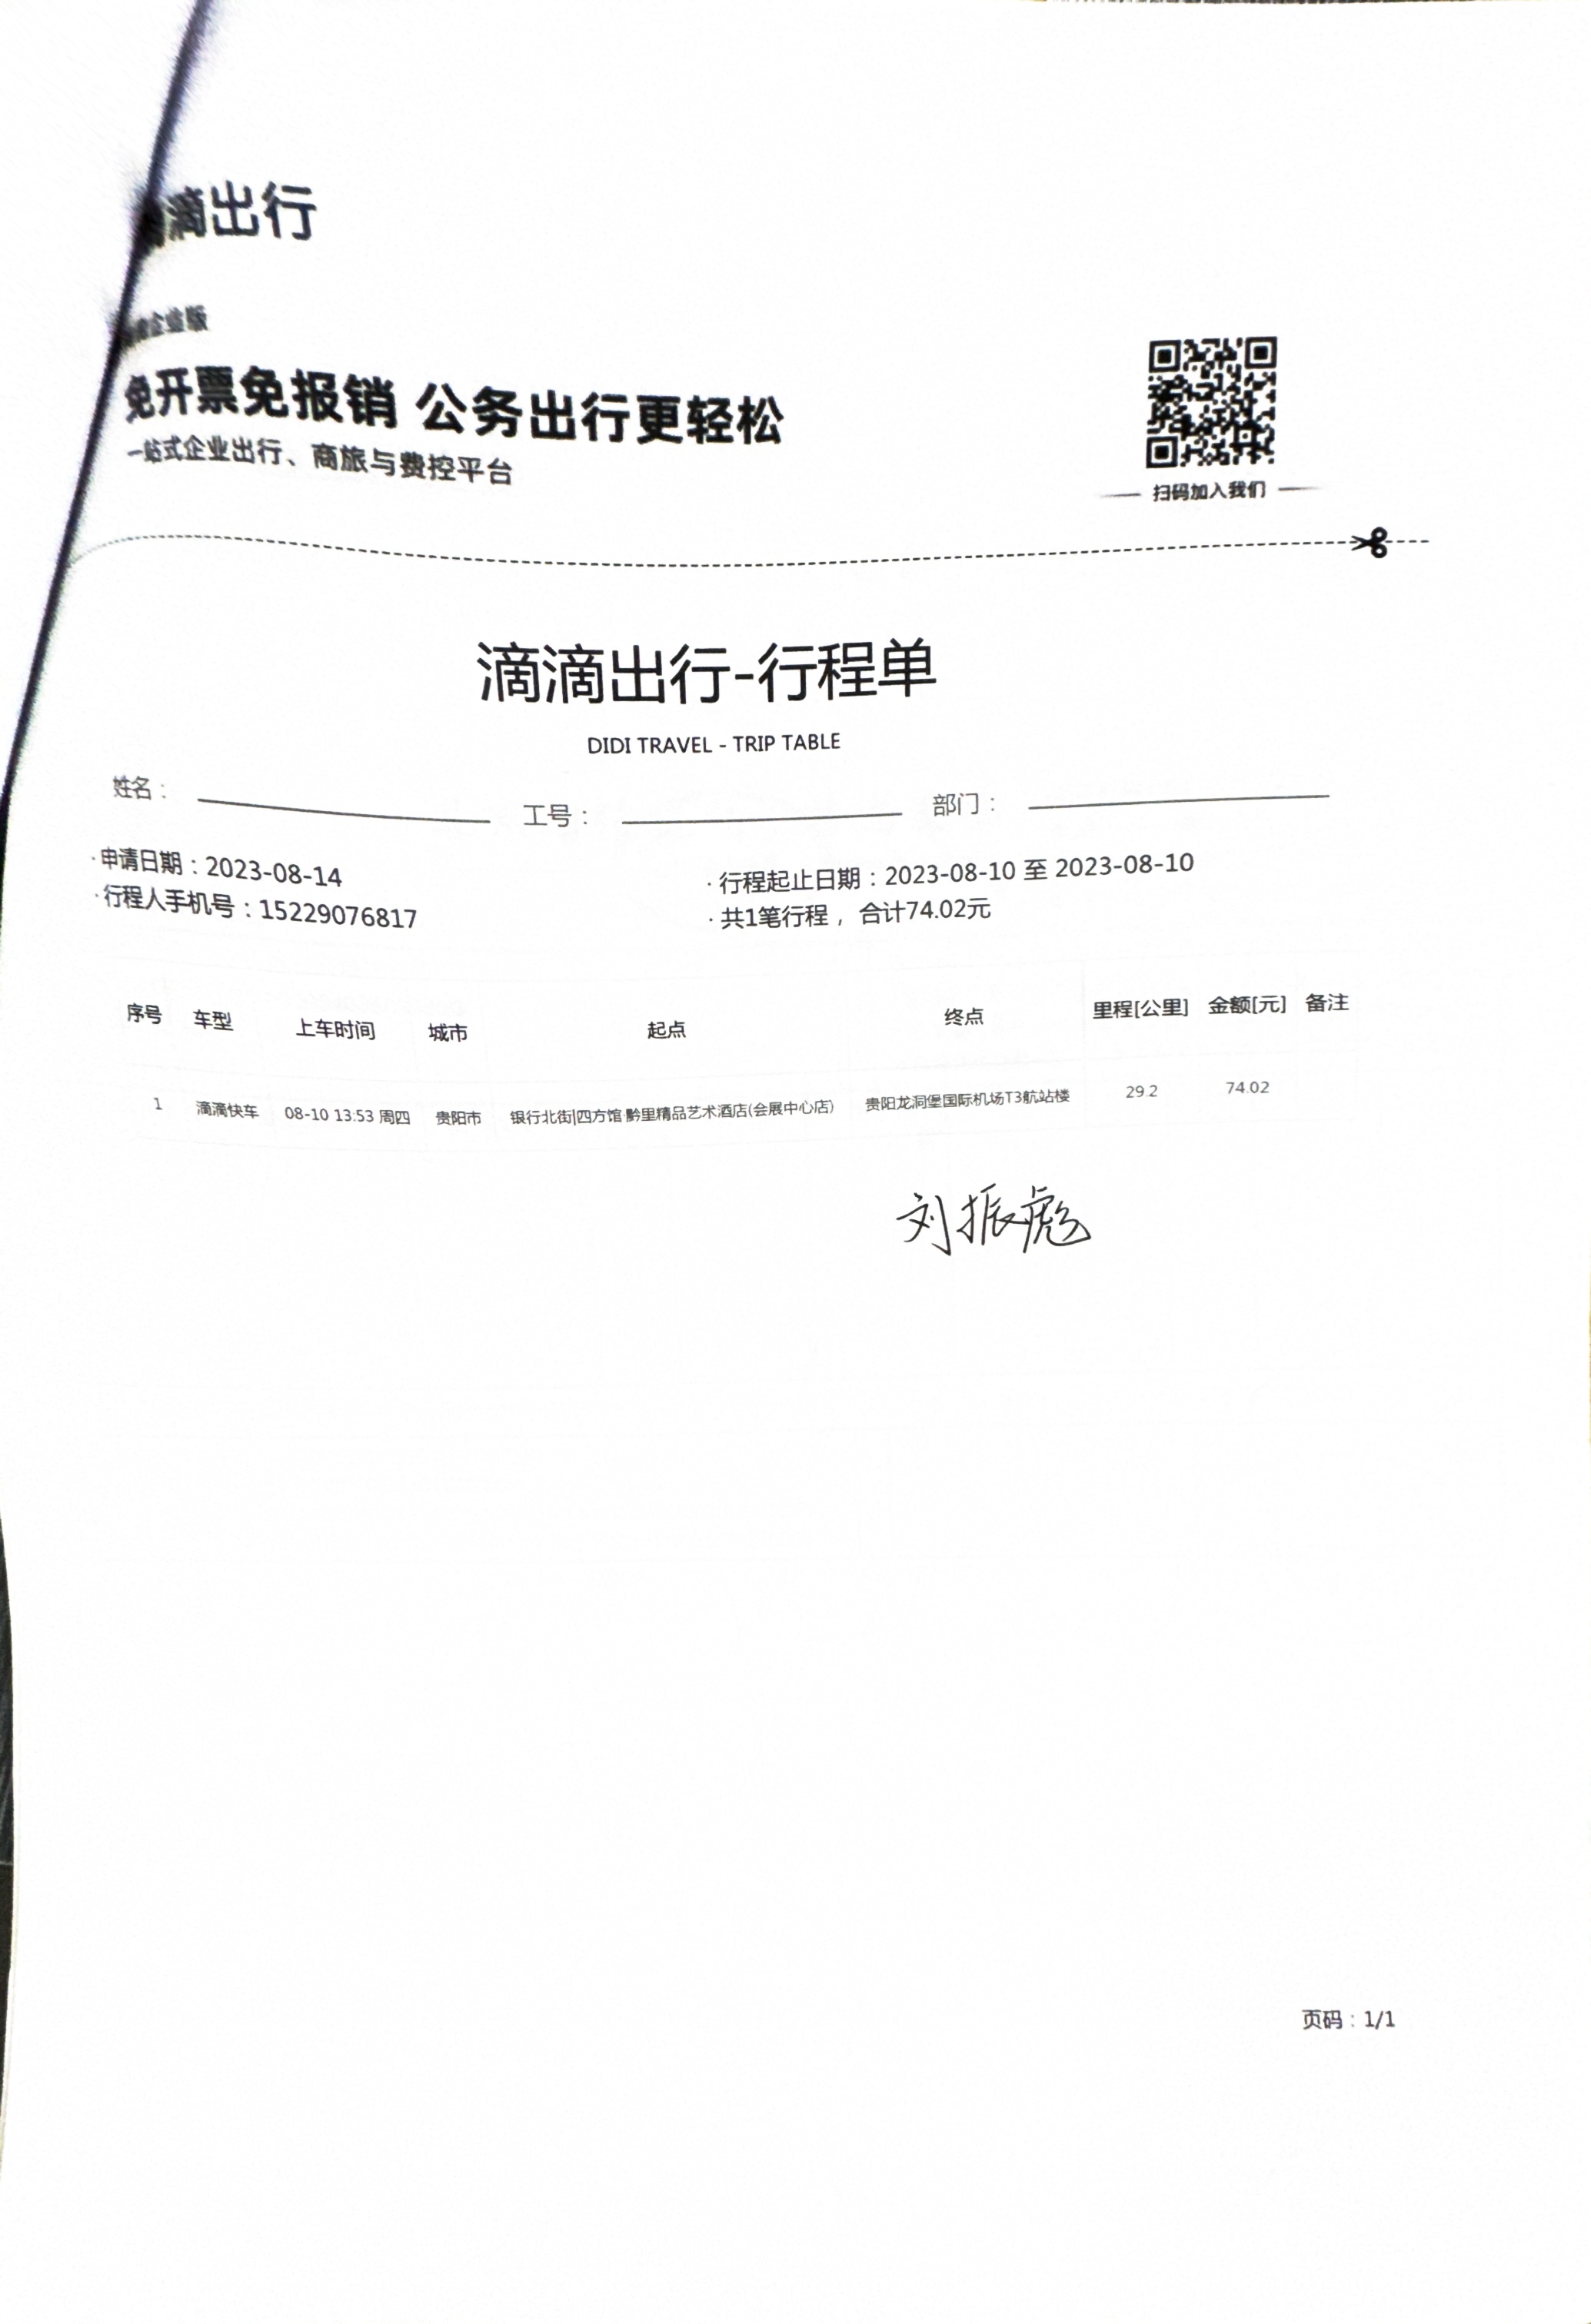 滴出行
企业版
免开票免报销 公务出行更轻松
一站式企业出行、商旅与费控平台
扫码加入我们
滴滴出行-行程单
DIDI TRAVEL - TRIP TABLE
姓名： 工号： 部门：
·申请日期：2023-08-14 ·行程起止日期：2023-08-10 至 2023-08-10
·行程人手机号：15229076817 ·共1笔行程，合计74.02元
序号 车型 上车时间 城市 起点 终点 里程[公里] 金额[元] 备注
1 滴滴快车 08-10 13:53 周四 贵阳市 银行北街|四方馆·黔里精品艺术酒店(会展中心店) 贵阳龙洞堡国际机场T3航站楼 29.2 74.02
刘振彪
页码：1/1